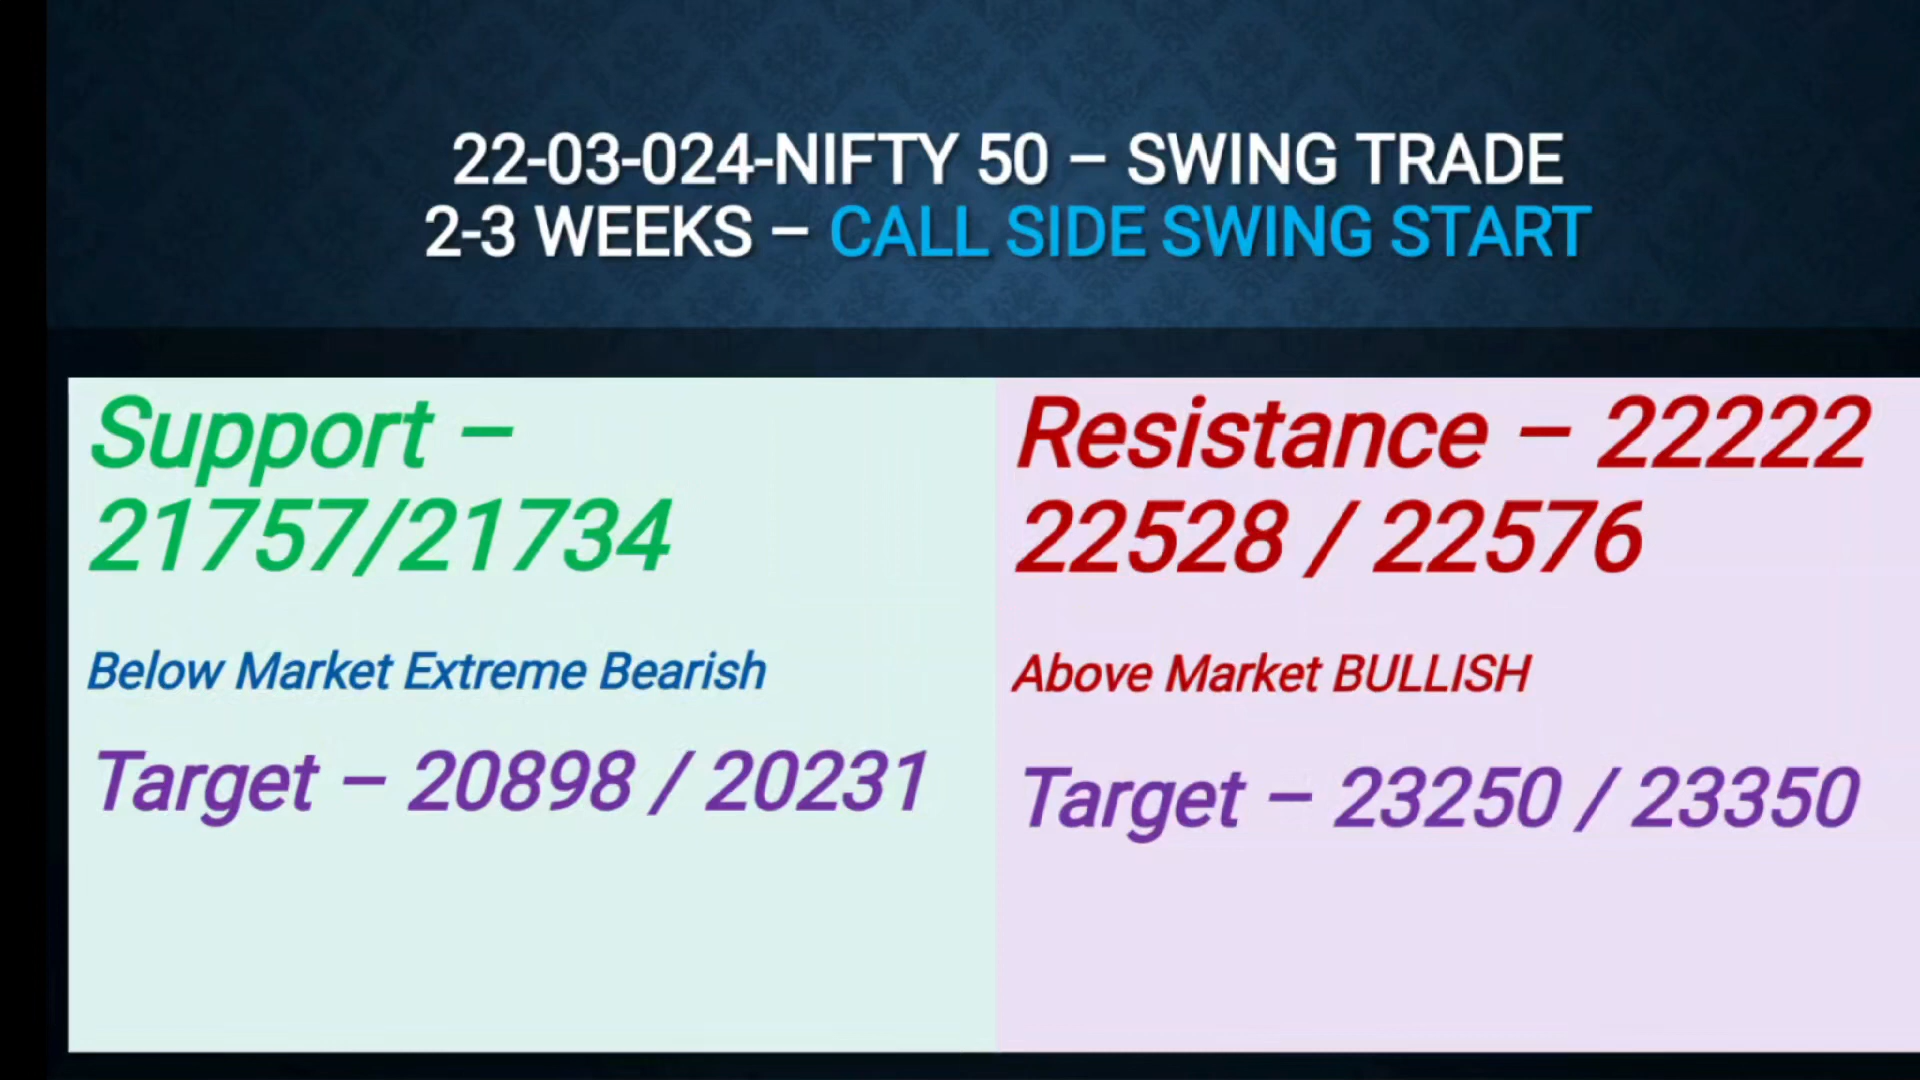 22-03-024-NIFTY 50 – SWING TRADE
2-3 WEEKS – CALL SIDE SWING START
Support –
21757/21734
Below Market Extreme Bearish
Target – 20898 / 20231
Resistance – 22222
22528 / 22576
Above Market BULLISH
Target – 23250 / 23350